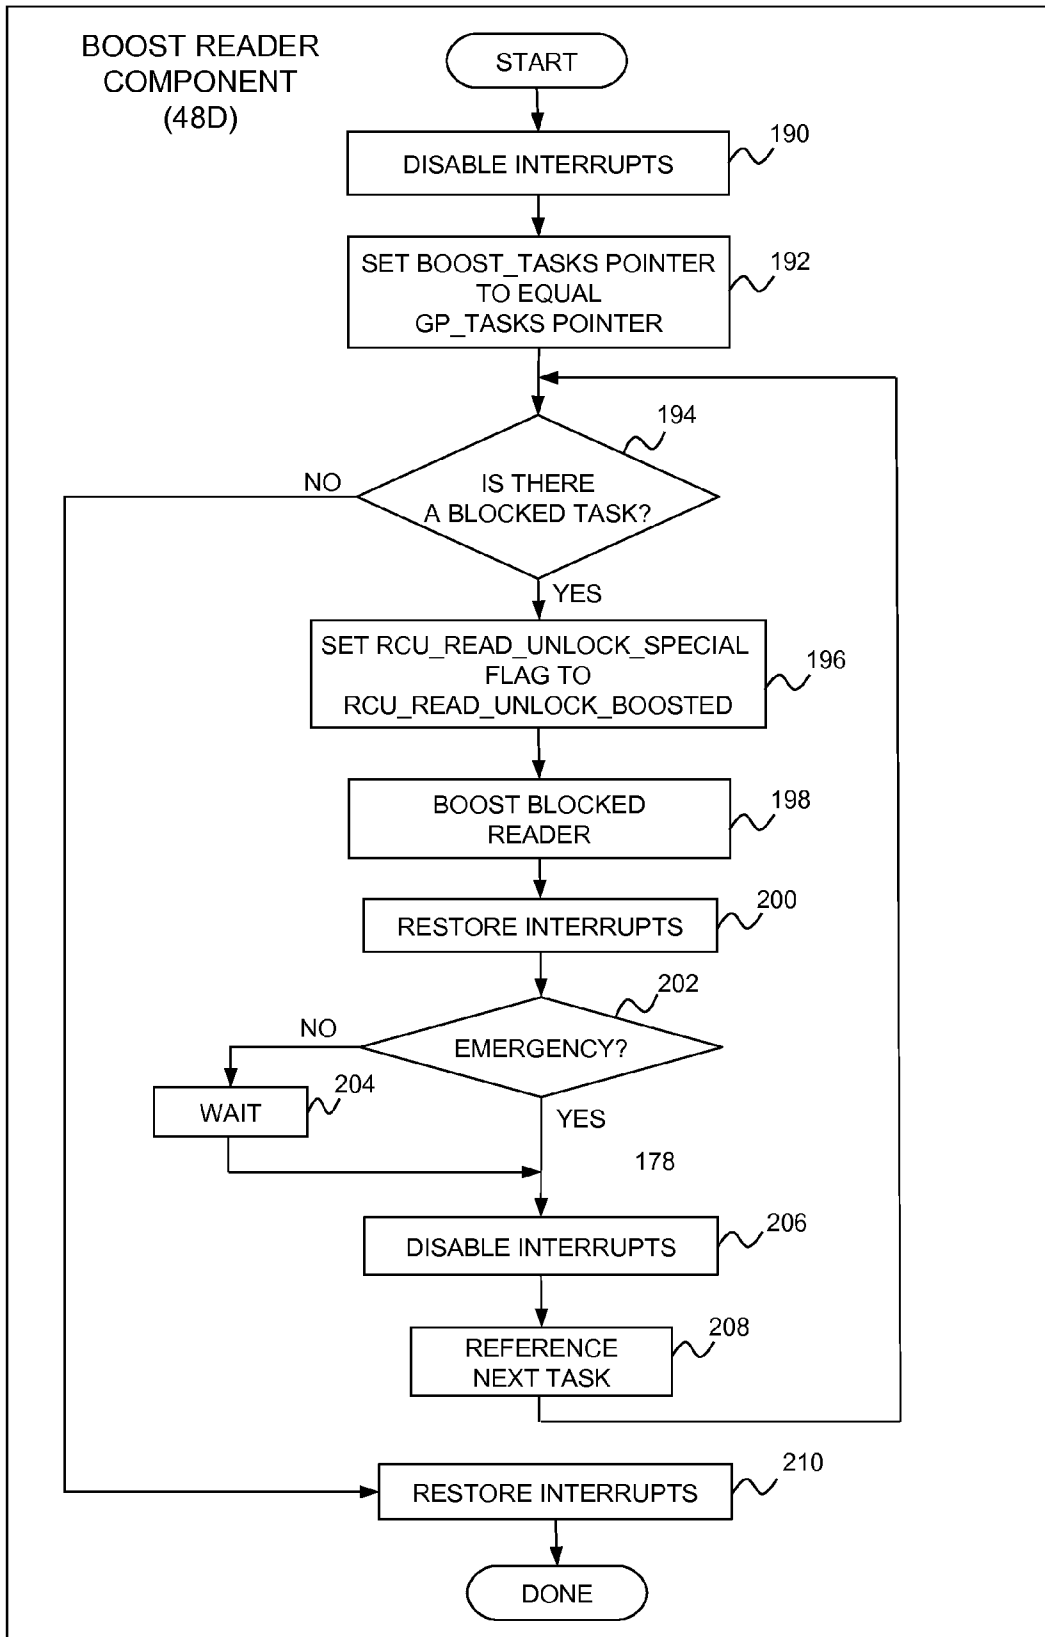 BOOST READER
COMPONENT
(48D)
START
190
DISABLE INTERRUPTS
SET BOOST_TASKS POINTER
TO EQUAL
GP_TASKS POINTER
192
194
NO
IS THERE
A BLOCKED TASK?
YES
SET RCU_READ_UNLOCK_SPECIAL
FLAG TO
RCU_READ_UNLOCK_BOOSTED
196
BOOST BLOCKED
READER
198
RESTORE INTERRUPTS
200
202
NO
EMERGENCY?
WAIT
204
YES
178
DISABLE INTERRUPTS
206
REFERENCE
NEXT TASK
208
RESTORE INTERRUPTS
210
DONE